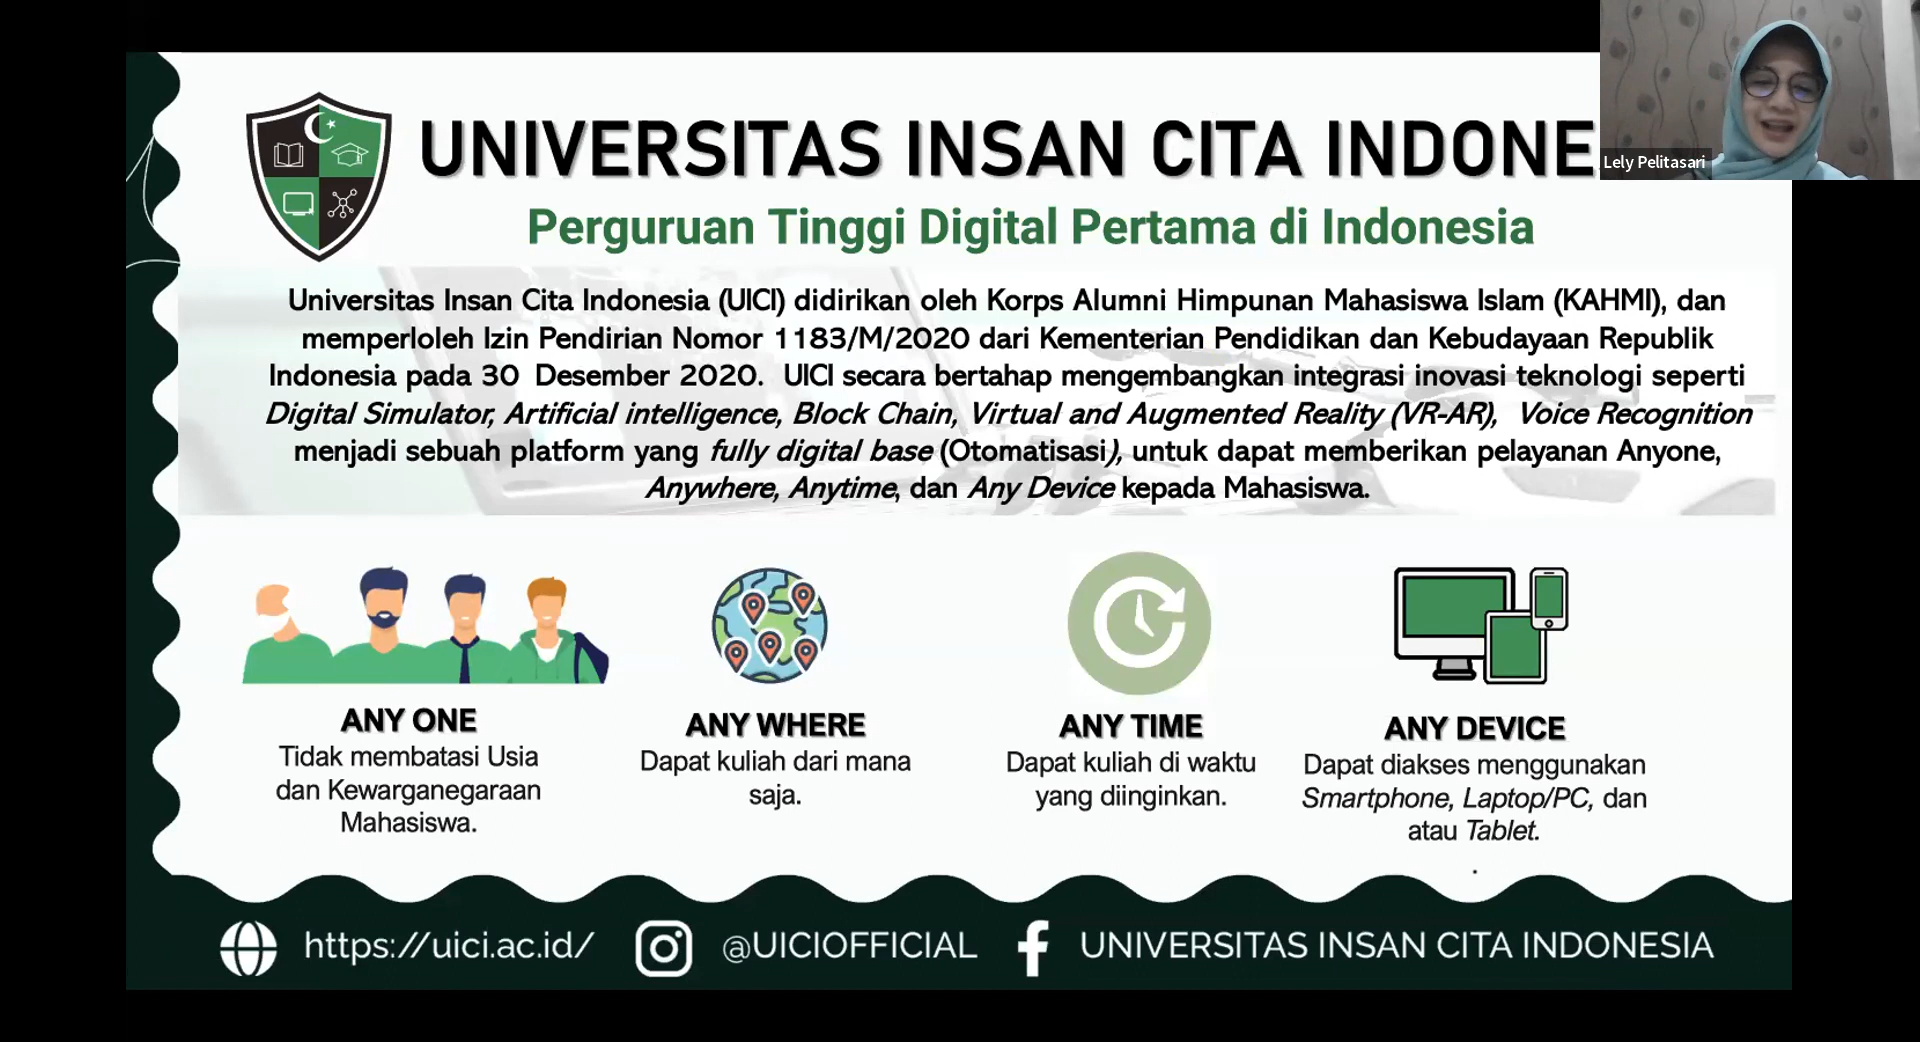 UNIVERSITAS INSAN CITA INDONE
Lely Pelitasari
Perguruan Tinggi Digital Pertama di Indonesia
Universitas Insan Cita Indonesia (UICI) didirikan oleh Korps Alumni Himpunan Mahasiswa Islam (KAHMI), dan
memperloleh Izin Pendirian Nomor 1183/M/2020 dari Kementerian Pendidikan dan Kebudayaan Republik
Indonesia pada 30 Desember 2020. UICI secara bertahap mengembangkan integrasi inovasi teknologi seperti
Digital Simulator, Artificial intelligence, Block Chain, Virtual and Augmented Reality (VR-AR), Voice Recognition
menjadi sebuah platform yang fully digital base (Otomatisasi), untuk dapat memberikan pelayanan Anyone,
Anywhere, Anytime, dan Any Device kepada Mahasiswa.
ANY ONE
Tidak membatasi Usia
dan Kewarganegaraan
Mahasiswa.
ANY WHERE
Dapat kuliah dari mana
saja.
ANY TIME
Dapat kuliah di waktu
yang diinginkan.
ANY DEVICE
Dapat diakses menggunakan
Smartphone, Laptop/PC, dan
atau Tablet.
.
https://uici.ac.id/
@UICIOFFICIAL
UNIVERSITAS INSAN CITA INDONESIA